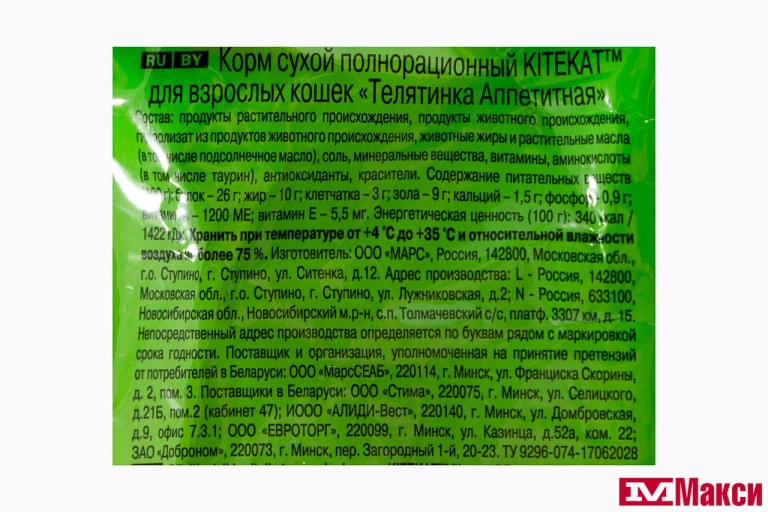 RU BY Корм сухой полнорационный KITEKAT™
для взрослых кошек «Телятинка Аппетитная»
Состав: продукты растительного происхождения, продукты животного происхождения,
гидролизат из продуктов животного происхождения, животные жиры и растительные масла
(в том числе подсолнечное масло), соль, минеральные вещества, витамины, аминокислоты
(в том числе таурин), антиоксиданты, красители. Содержание питательных веществ
(100 г): белок – 26 г; жир – 10 г; клетчатка – 3 г; зола – 9 г; кальций – 1,5 г; фосфор – 0,9 г;
витамин А – 1200 МЕ; витамин Е – 5,5 мг. Энергетическая ценность (100 г): 340 ккал /
1422 кДж. Хранить при температуре от +4°С до +35°С и относительной влажности
воздуха не более 75 %. Изготовитель: ООО «МАРС», Россия, 142800, Московская обл.,
г.о. Ступино, г. Ступино, ул. Ситенка, д.12. Адрес производства: L - Россия, 142800,
Московская обл., г.о. Ступино, г. Ступино, ул. Лужниковская, д.2; N - Россия, 633100,
Новосибирская обл., Новосибирский м.р-н, с.п. Толмачевский с/с, платф. 3307 км, д. 15.
Непосредственный адрес производства определяется по буквам рядом с маркировкой
срока годности. Поставщик и организация, уполномоченная на принятие претензий
от потребителей в Беларуси: ООО «МарсСЕАБ», 220114, г. Минск, ул. Франциска Скорины,
д. 2, пом. 3. Поставщики в Беларуси: ООО «Стима», 220075, г. Минск, ул. Селицкого,
д.21Б, пом.2 (кабинет 47); ИООО «АЛИДИ-Вест», 220140, г. Минск, ул. Домбровская,
д.9, офис 7.3.1; ООО «ЕВРОТОРГ», 220099, г. Минск, ул. Казинца, д.52а, ком. 22;
ЗАО «Доброном», 220073, г. Минск, пер. Загородный 1-й, 20-23. ТУ 9296-074-17062028
М Макси